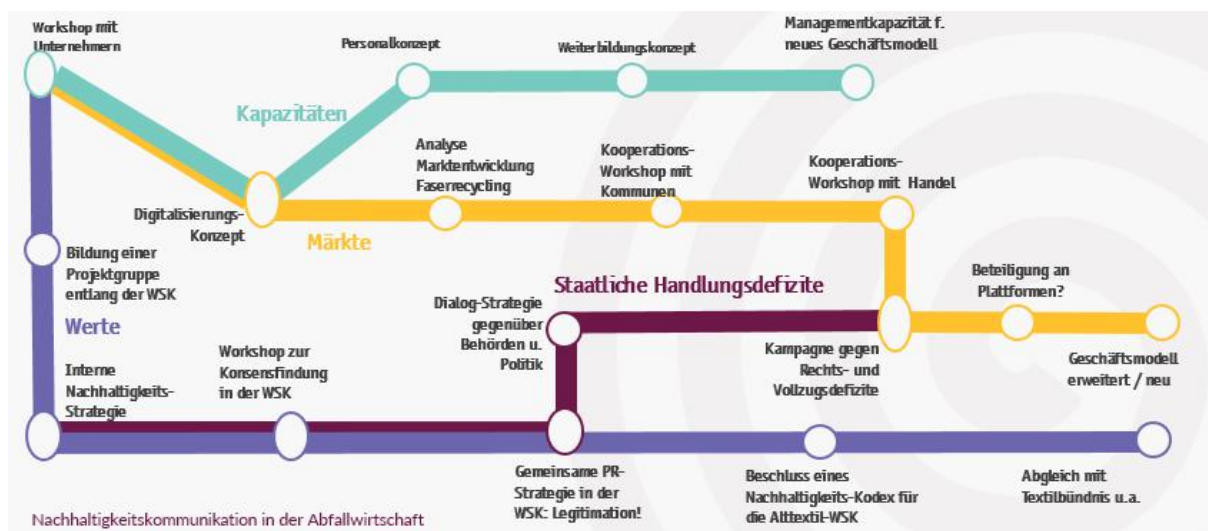 Workshop mit
Unternehmern
Personalkonzept
Weiterbildungskonzept
Managementkapazität f.
neues Geschäftsmodell
Kapazitäten
Analyse
Marktentwicklung
Faserrecycling
Kooperations-
Workshop mit
Kommunen
Kooperations-
Workshop mit Handel
Digitalisierungs-
Konzept
Märkte
Bildung einer
Projektgruppe
entlang der WSK
Werte
Dialog-Strategie
gegenüber
Behörden u.
Politik
Staatliche Handlungsdefizite
Beteiligung an
Plattformen?
Interne
Nachhaltigkeits-
Strategie
Workshop zur
Konsensfindung
in der WSK
Kampagne gegen
Rechts- und
Vollzugsdefizite
Geschäftsmodell
erweitert / neu
Gemeinsame PR-
Strategie in der
WSK: Legitimation!
Beschluss eines
Nachhaltigkeits-Kodex für
die Alttextil-WSK
Abgleich mit
Textilbündnis u.a.
Nachhaltigkeitskommunikation in der Abfallwirtschaft